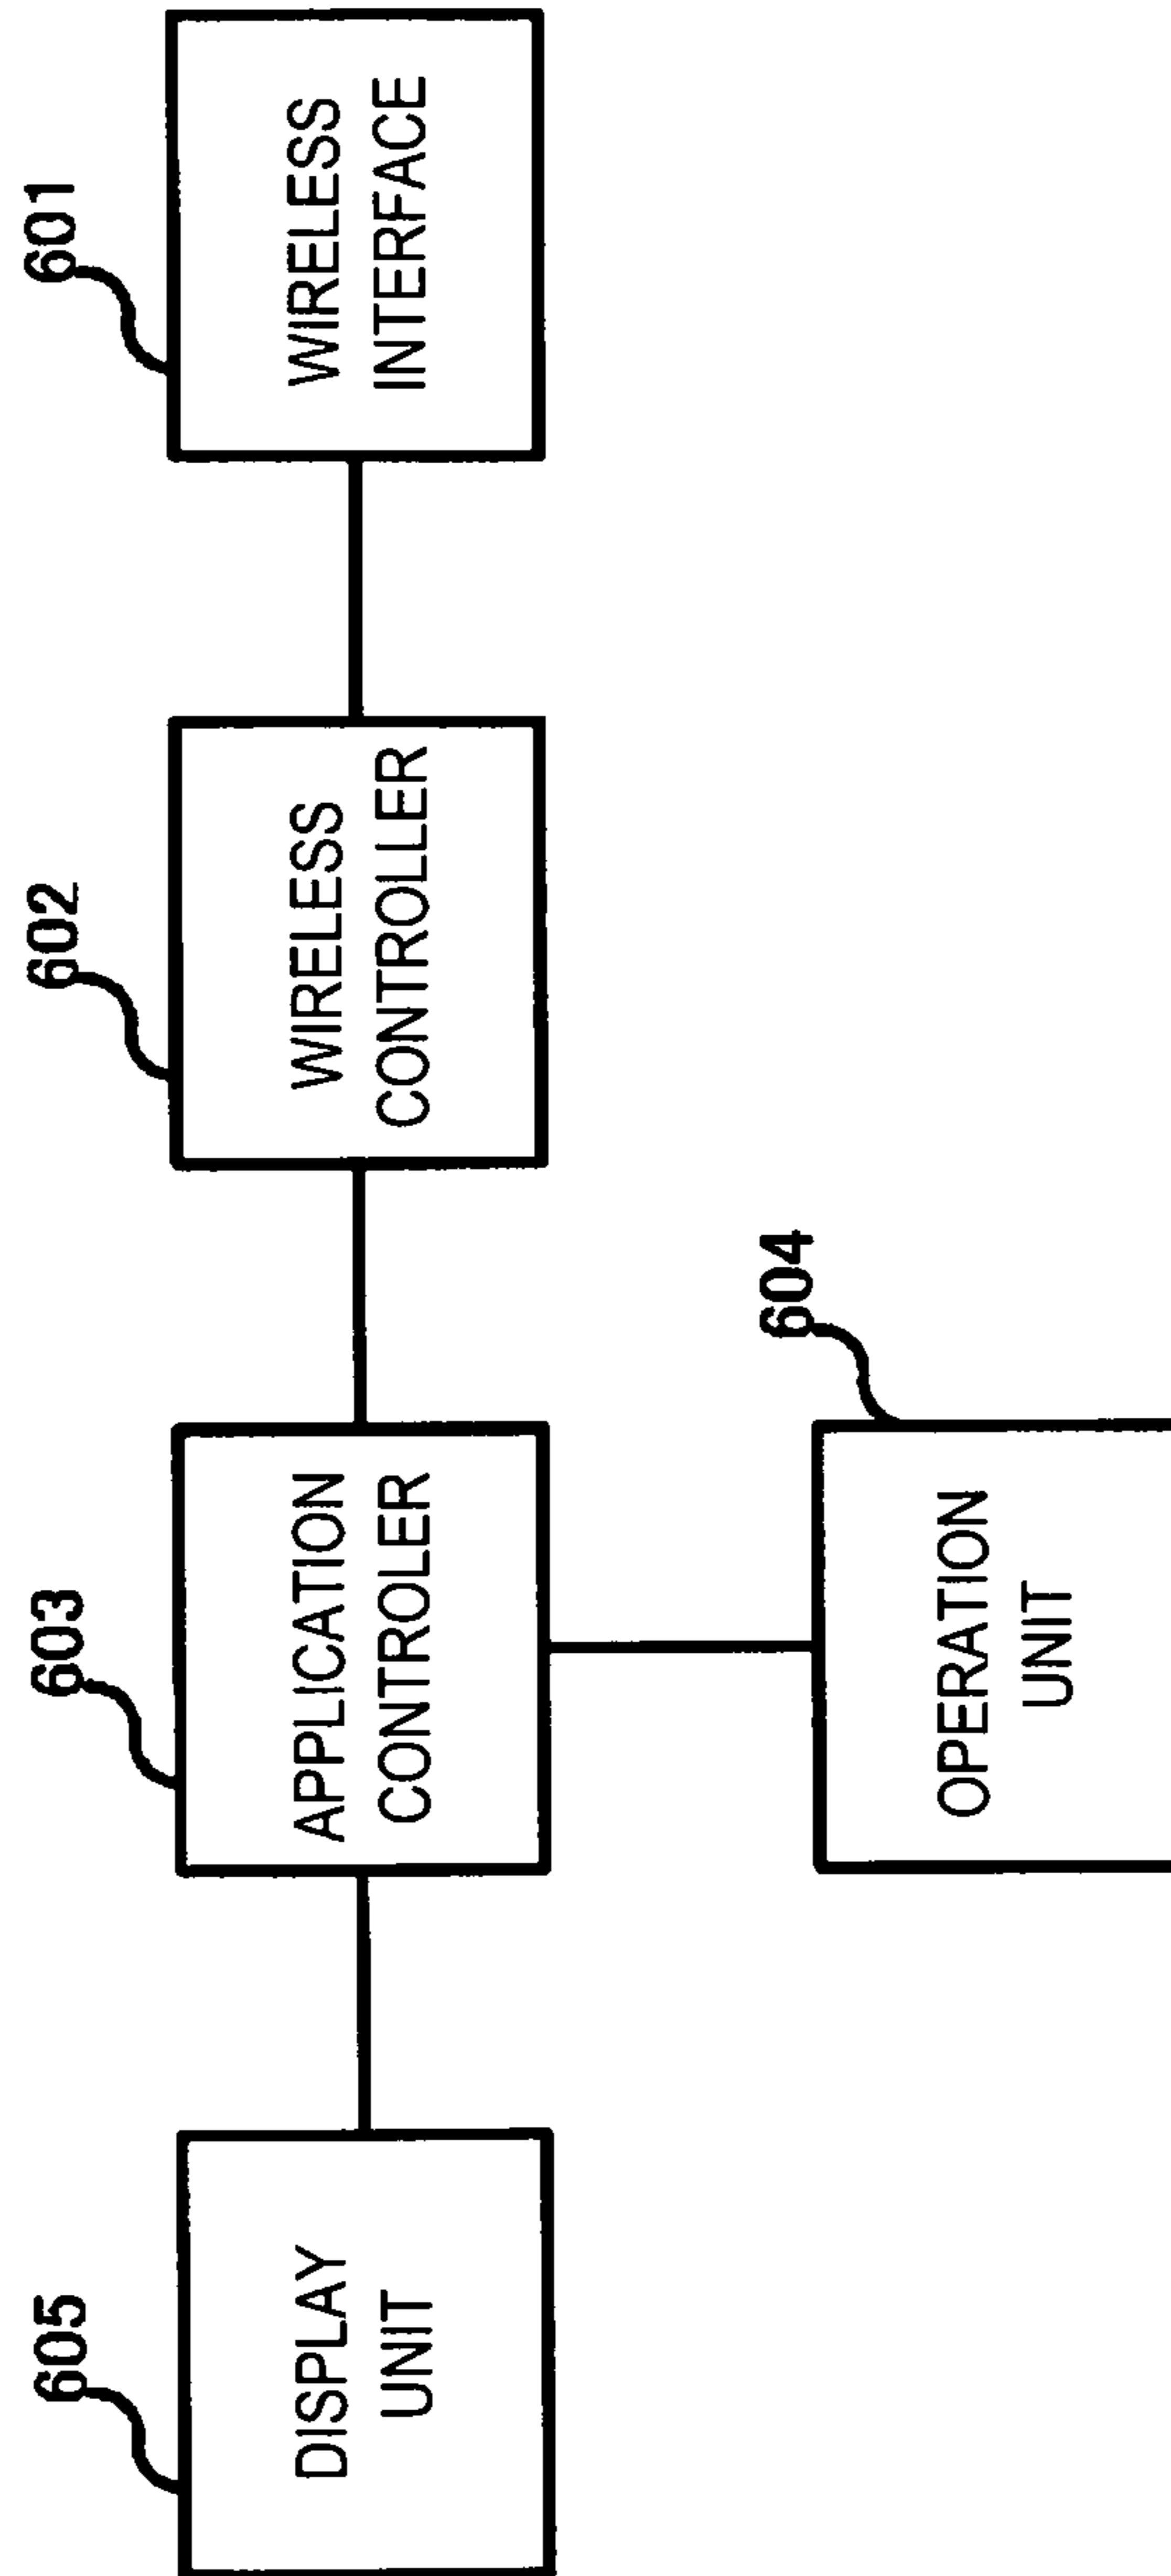 605
DISPLAY
UNIT
603
APPLICATION
CONTROLER
602
WIRELESS
CONTROLLER
601
WIRELESS
INTERFACE
604
OPERATION
UNIT